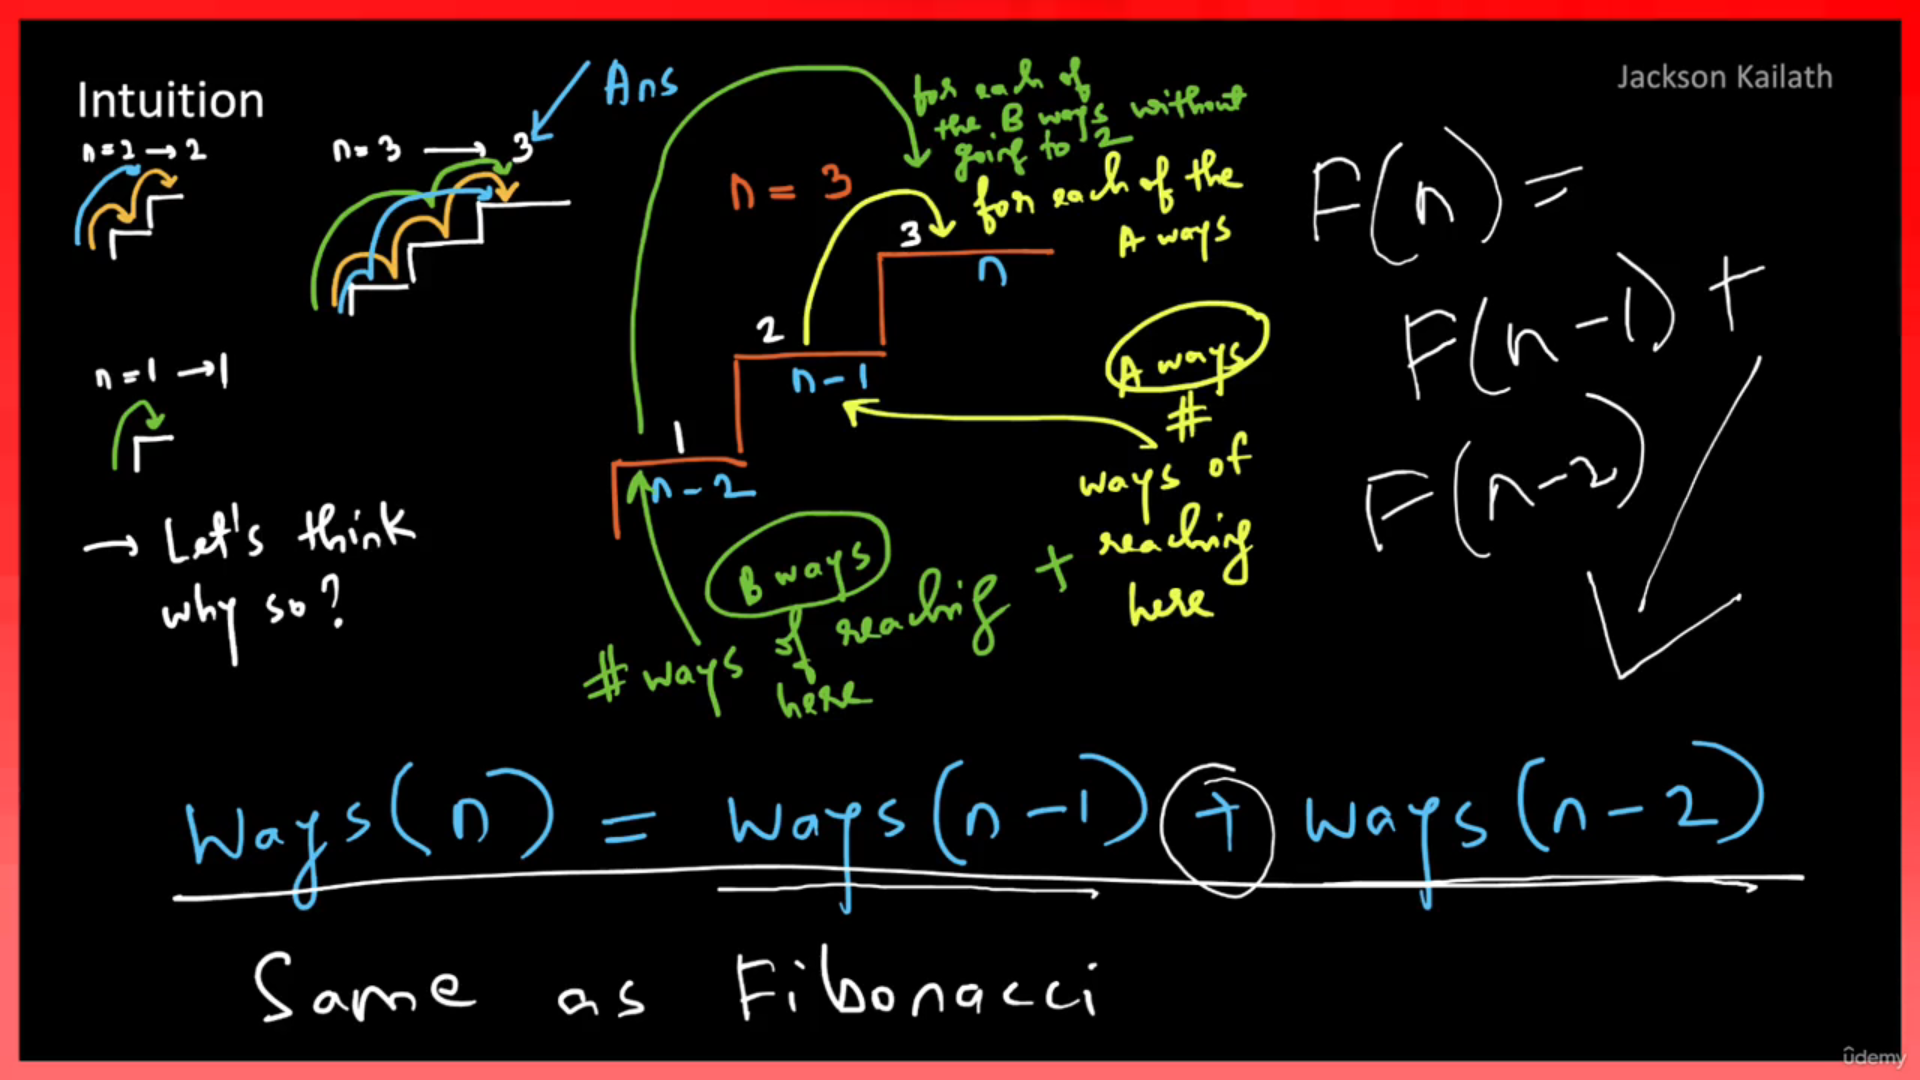 Intuition
Jackson Kailath
n=2 → 2
n=3 → 3
Ans
n=1 → 1
→ Let's think
why so?
n = 3
for each of
the B ways without
going to 2
for each of the
A ways
3
n
2
n-1
1
n-2
A ways
#
ways of
reaching
here
B ways
# ways of reaching +
here
F(n) =
F(n-1) +
F(n-2)
Ways(n) = ways(n-1) + ways(n-2)
Same as Fibonacci
ûdemy